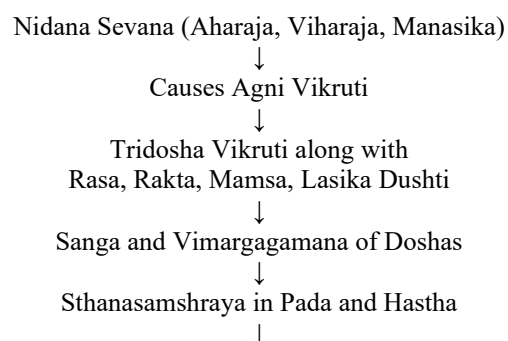 Nidana Sevana (Aharaja, Viharaja, Manasika)
↓
Causes Agni Vikruti
↓
Tridosha Vikruti along with
Rasa, Rakta, Mamsa, Lasika Dushti
↓
Sanga and Vimargagamana of Doshas
↓
Sthanasamshraya in Pada and Hastha